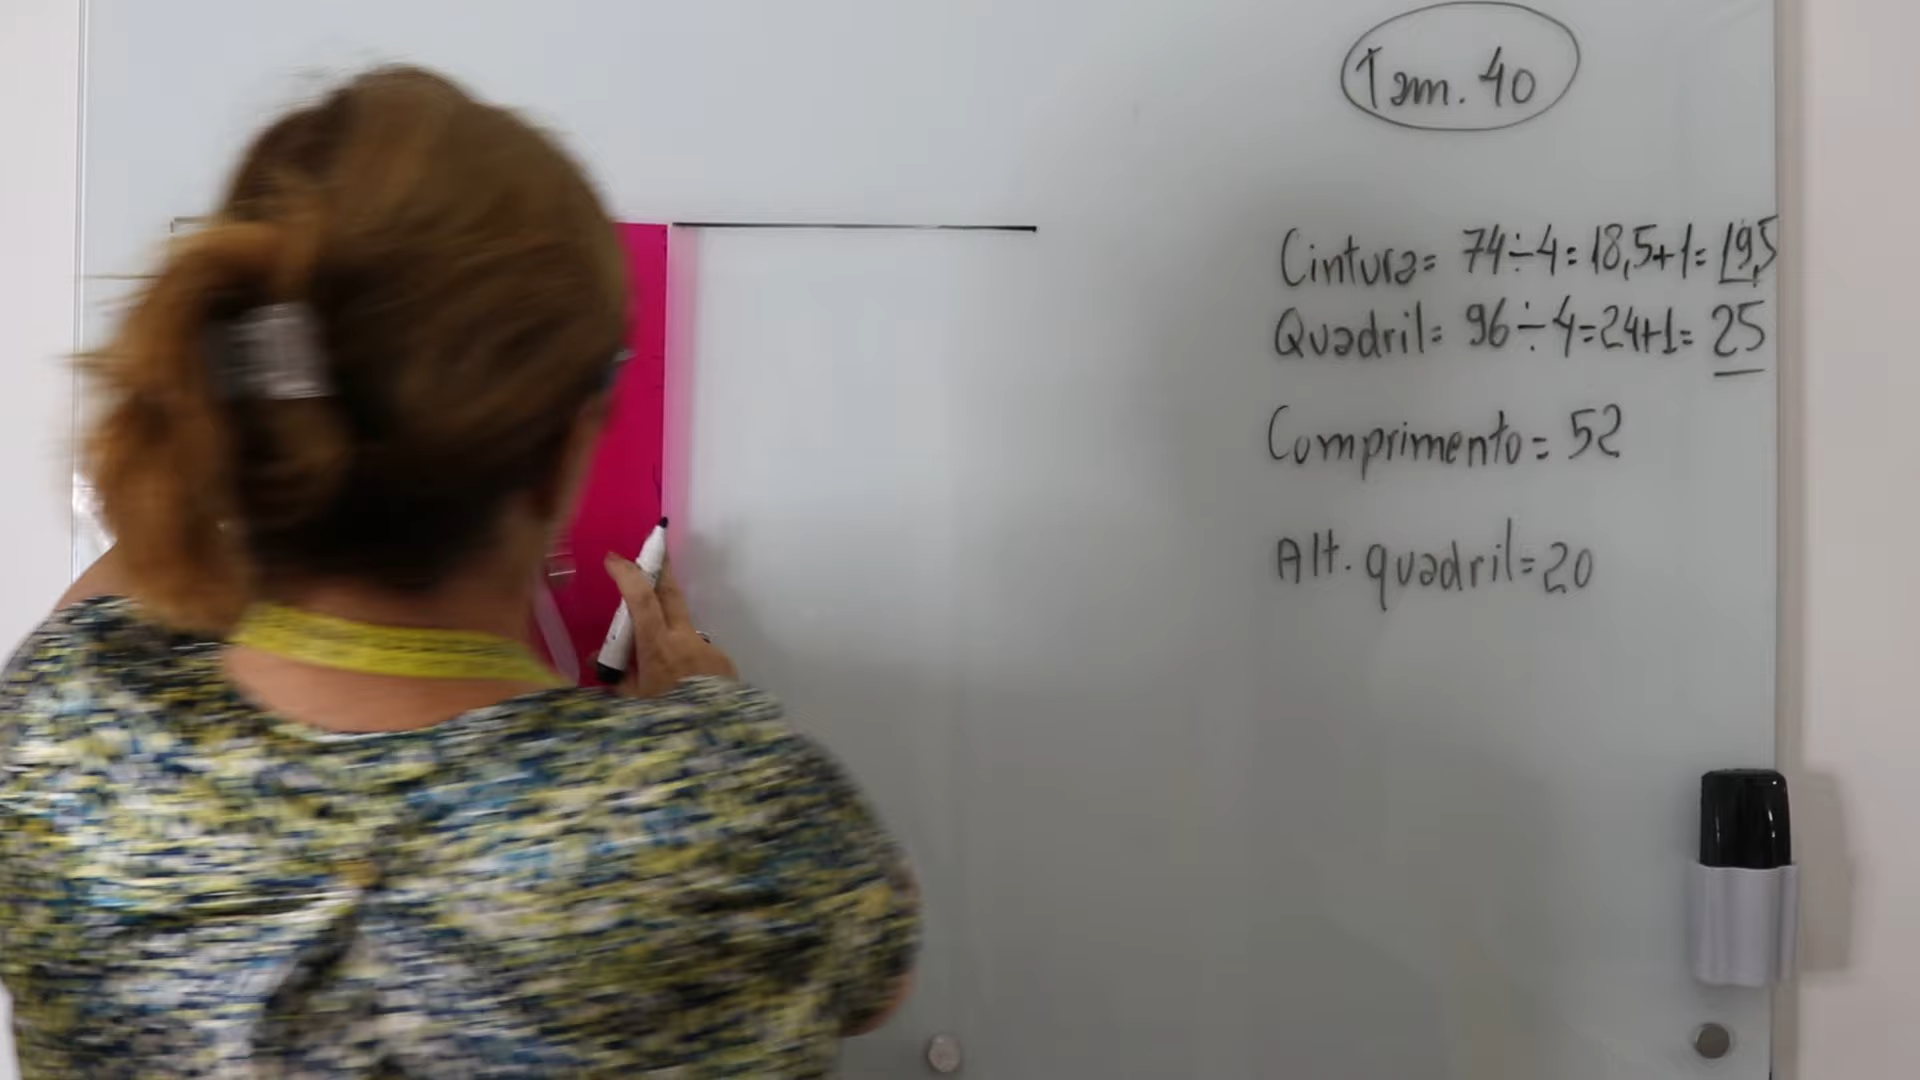 Tam. 40
Cintura= 74÷4=18,5+1=19,5
Quadril= 96÷4=24+1=25
Comprimento=52
Alt. quadril=20